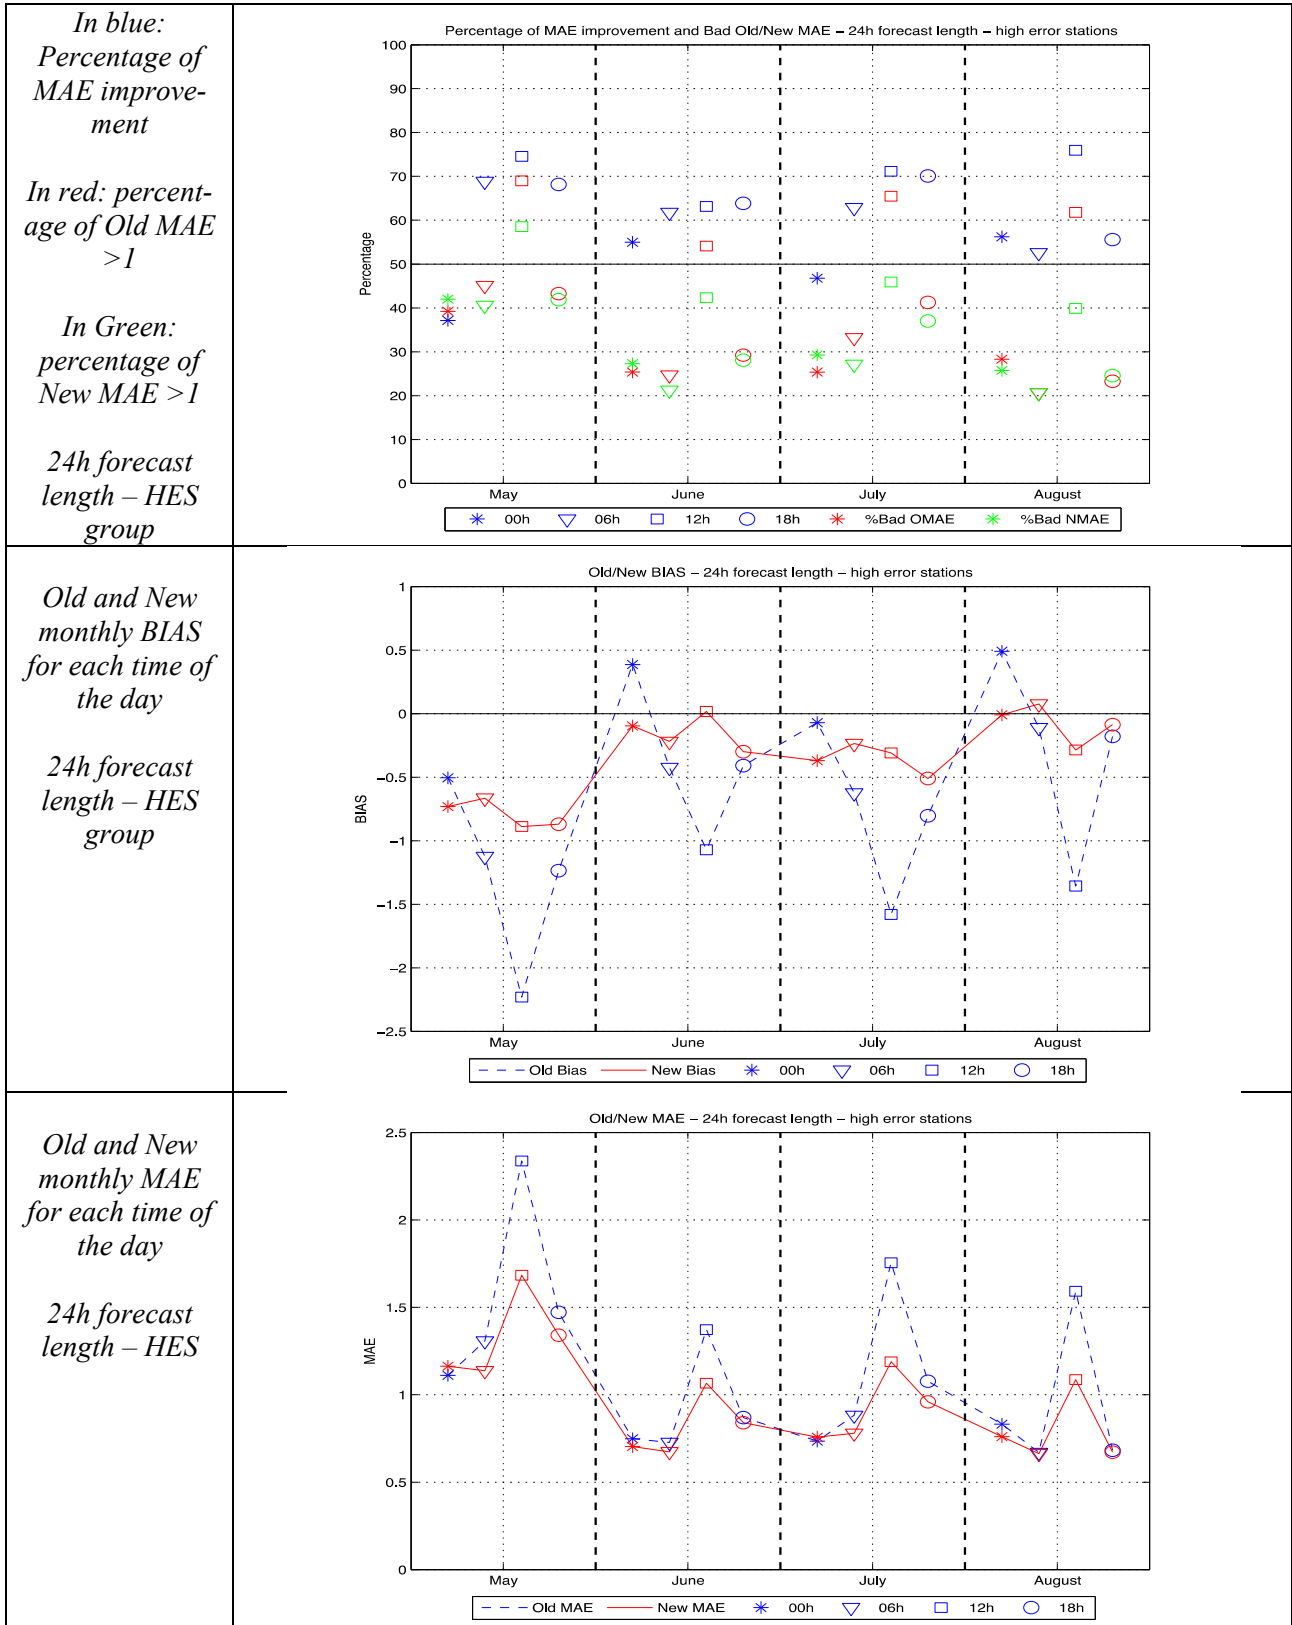 In blue:
Percentage of
MAE improve-
ment
In red: percent-
age of Old MAE
>1
In Green:
percentage of
New MAE >1
24h forecast
length – HES
group
Percentage of MAE improvement and Bad Old/New MAE – 24h forecast length – high error stations
100
90
80
70
60
50
40
30
20
10
0
Percentage
May June July August
00h 06h 12h 18h %Bad OMAE %Bad NMAE
Old and New
monthly BIAS
for each time of
the day
24h forecast
length – HES
group
Old/New BIAS – 24h forecast length – high error stations
1
0.5
0
−0.5
−1
−1.5
−2
−2.5
BIAS
May June July August
Old Bias New Bias 00h 06h 12h 18h
Old and New
monthly MAE
for each time of
the day
24h forecast
length – HES
Old/New MAE – 24h forecast length – high error stations
2.5
2
1.5
1
0.5
0
MAE
May June July August
Old MAE New MAE 00h 06h 12h 18h